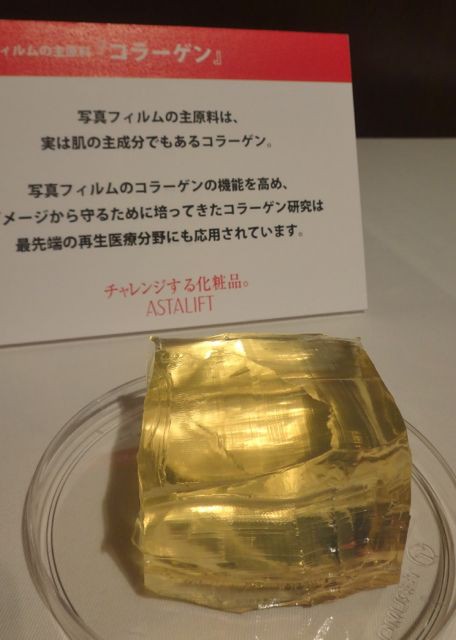 ィルムの主原料『コラーゲン』
写真フィルムの主原料は、
実は肌の主成分でもあるコラーゲン。
写真フィルムのコラーゲンの機能を高め、
メージから守るために培ってきたコラーゲン研究は
最先端の再生医療分野にも応用されています。
チャレンジする化粧品。
ASTALIFT